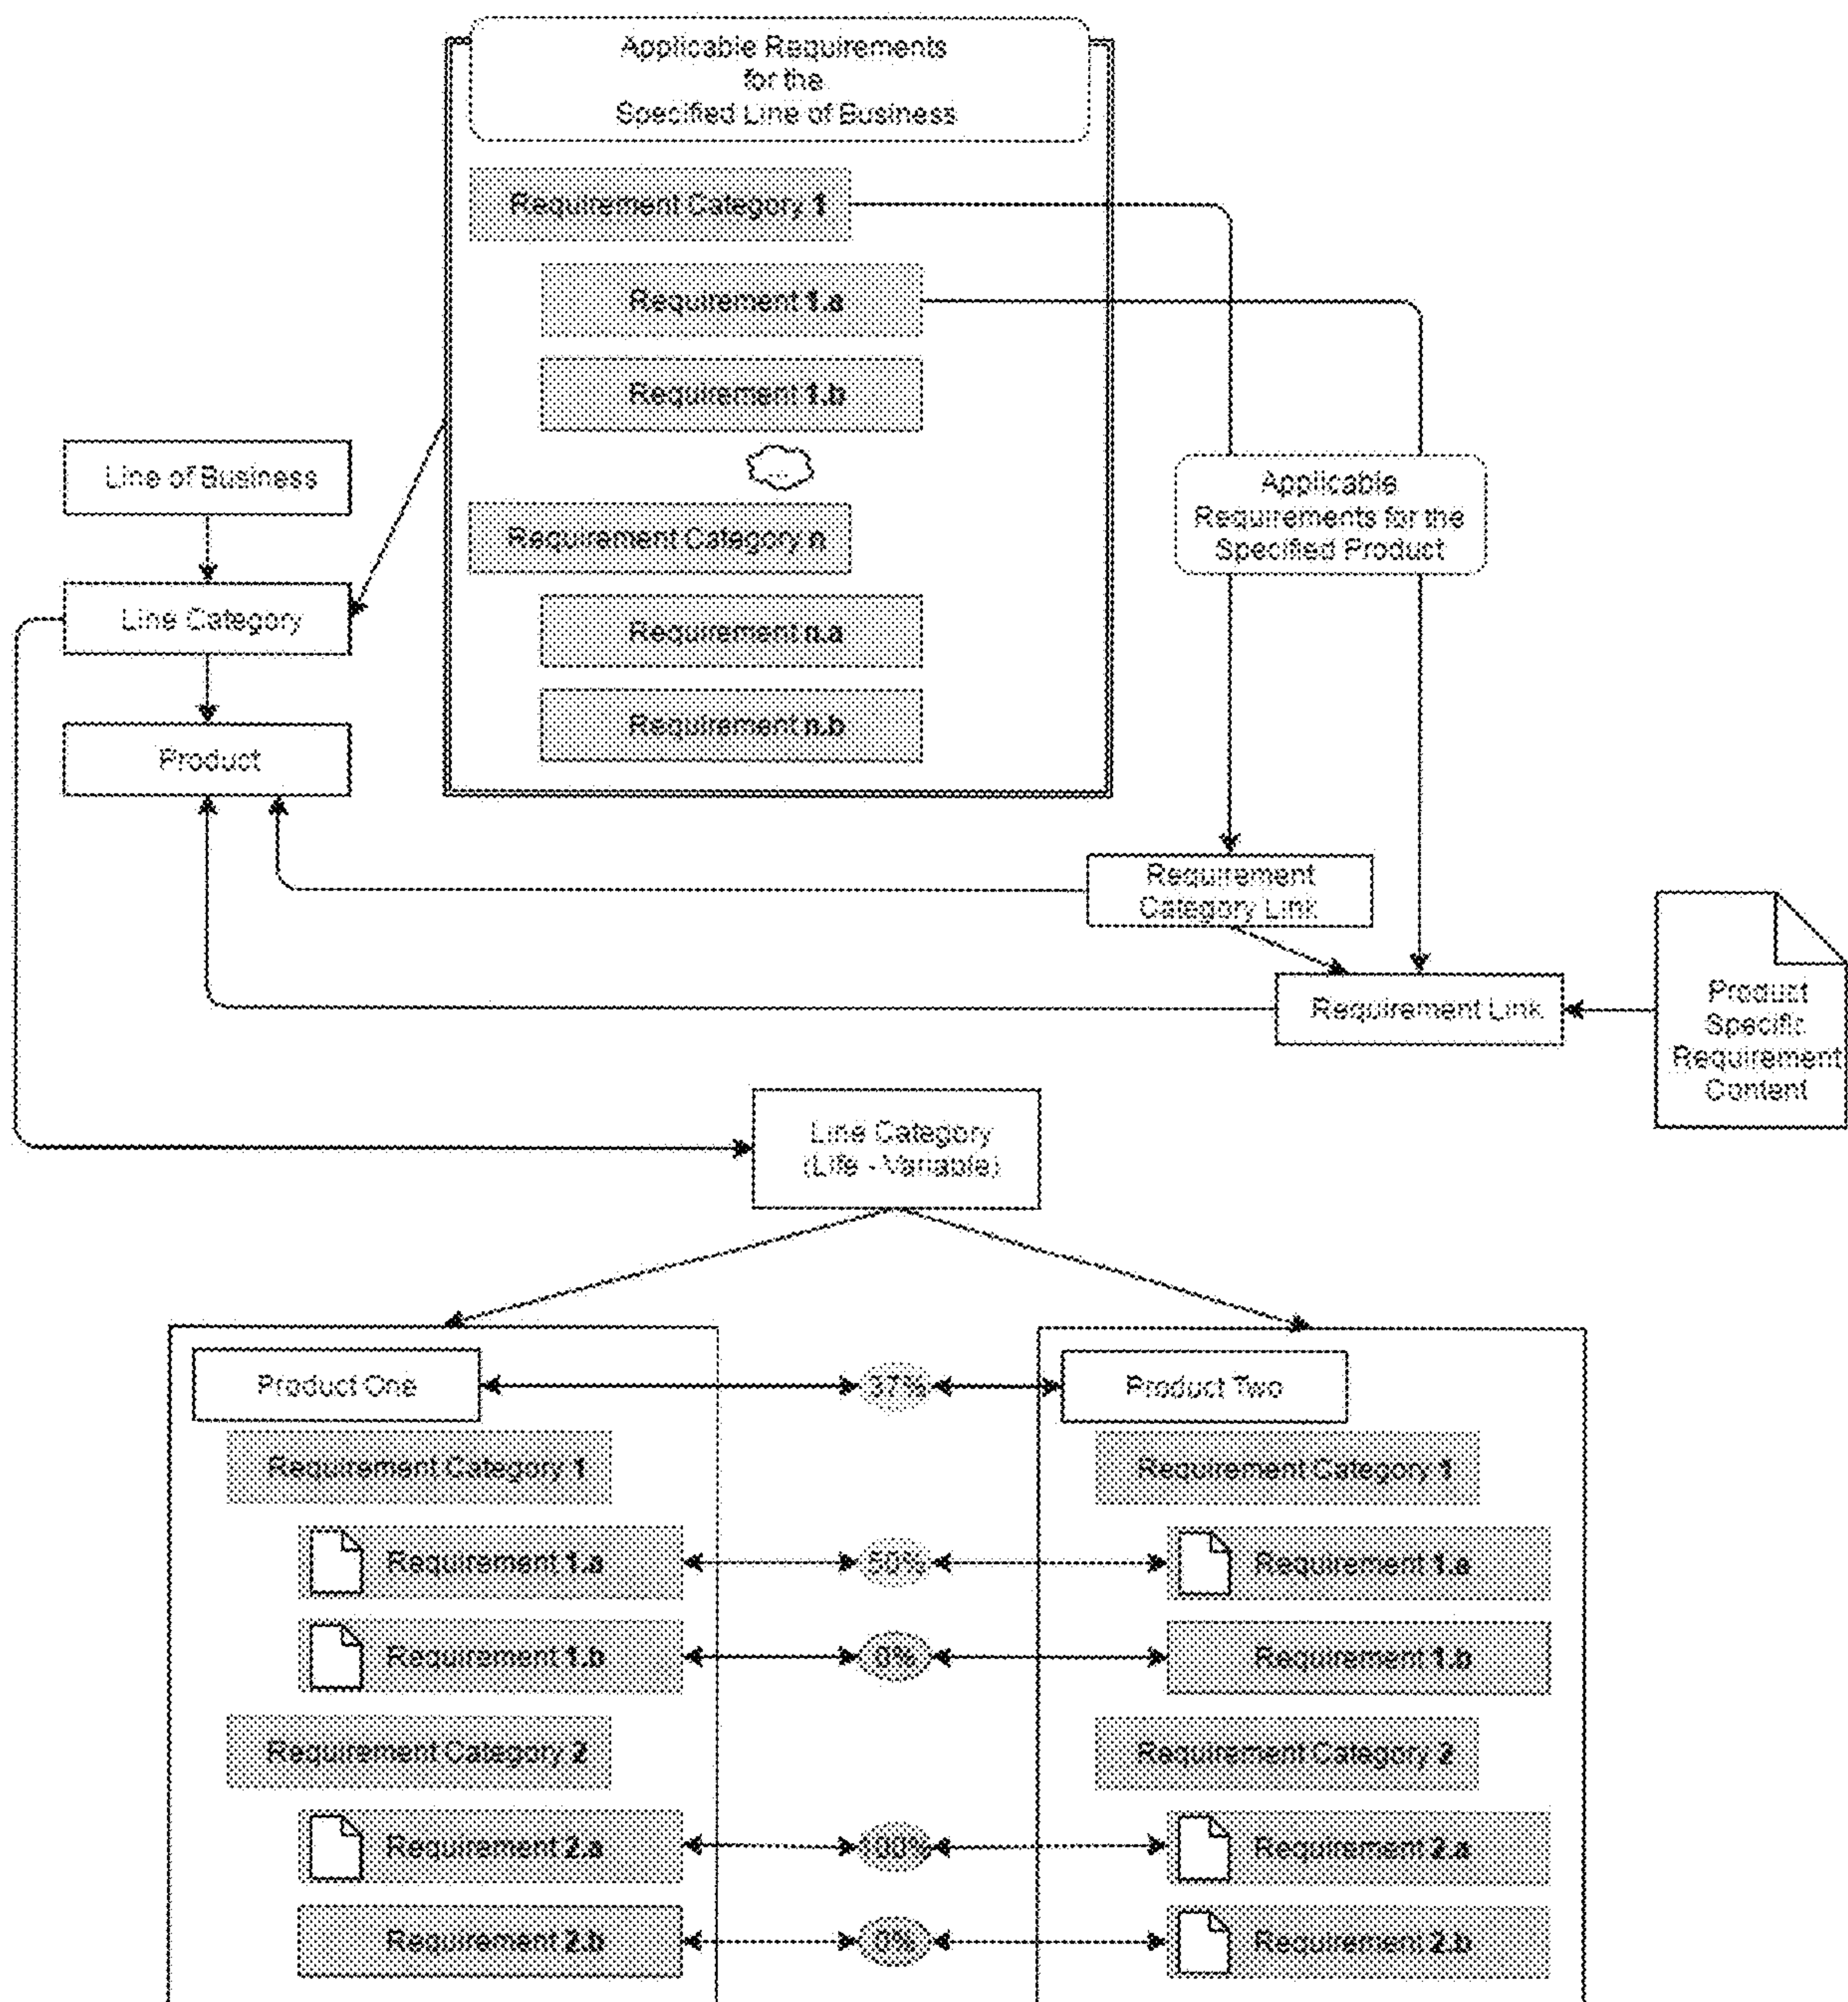 Applicable Requirements
for the
Specified Line of Business
Requirement Category 1
Requirement 1.a
Requirement 1.b
...
Requirement Category n
Requirement n.a
Requirement n.b
Line of Business
Line Category
Product
Applicable
Requirements for the
Specified Product
Requirement
Category Link
Requirement Link
Product
Specific
Requirement
Content
Line Category
(Life - Variable)
Product One
37%
Product Two
Requirement Category 1
Requirement Category 1
Requirement 1.a
50%
Requirement 1.a
Requirement 1.b
0%
Requirement 1.b
Requirement Category 2
Requirement Category 2
Requirement 2.a
100%
Requirement 2.a
Requirement 2.b
0%
Requirement 2.b